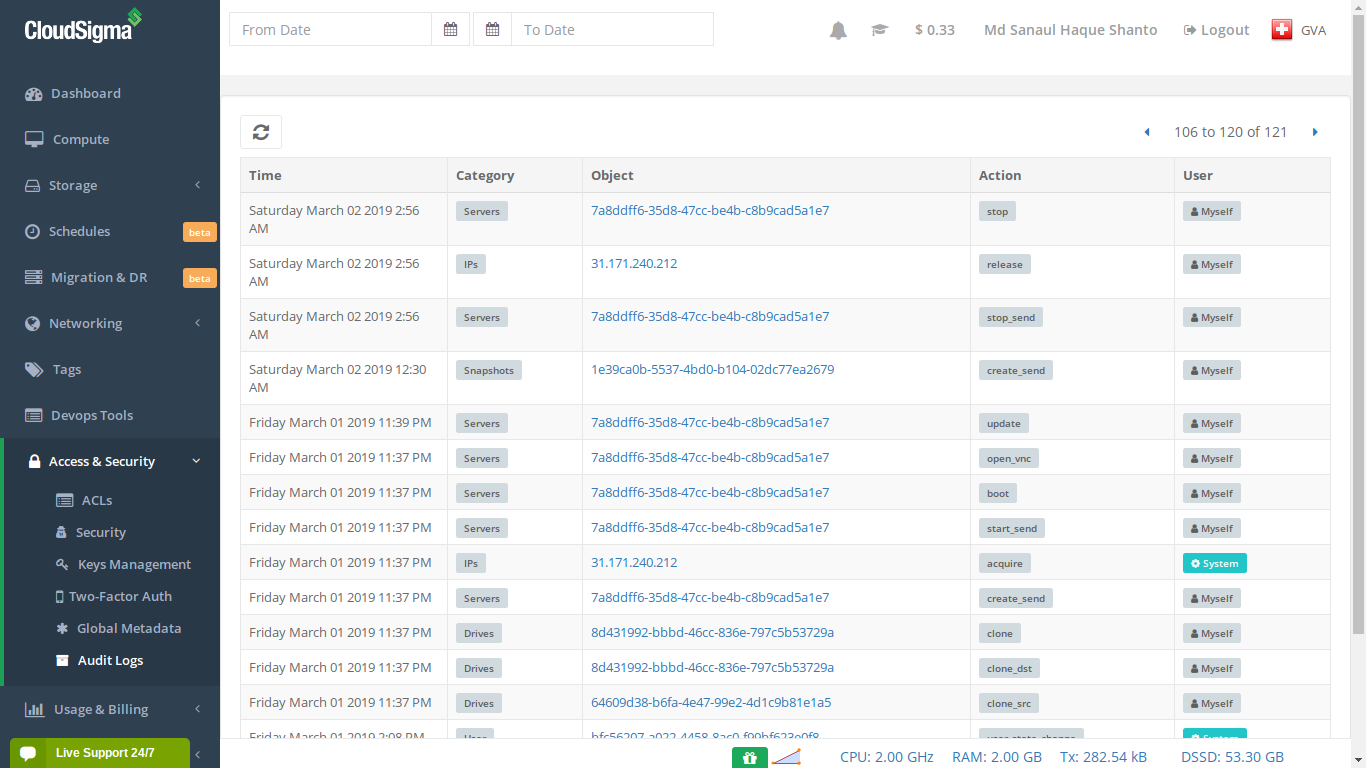 CloudSigma
From Date
To Date
$ 0.33
Md Sanaul Haque Shanto
Logout
GVA
Dashboard
Compute
Storage
Schedules beta
Migration & DR beta
Networking
Tags
Devops Tools
Access & Security
ACLs
Security
Keys Management
Two-Factor Auth
Global Metadata
Audit Logs
Usage & Billing
Live Support 24/7
106 to 120 of 121
Time Category Object Action User
Saturday March 02 2019 2:56 AM Servers 7a8ddff6-35d8-47cc-be4b-c8b9cad5a1e7 stop Myself
Saturday March 02 2019 2:56 AM IPs 31.171.240.212 release Myself
Saturday March 02 2019 2:56 AM Servers 7a8ddff6-35d8-47cc-be4b-c8b9cad5a1e7 stop_send Myself
Saturday March 02 2019 12:30 AM Snapshots 1e39ca0b-5537-4bd0-b104-02dc77ea2679 create_send Myself
Friday March 01 2019 11:39 PM Servers 7a8ddff6-35d8-47cc-be4b-c8b9cad5a1e7 update Myself
Friday March 01 2019 11:37 PM Servers 7a8ddff6-35d8-47cc-be4b-c8b9cad5a1e7 open_vnc Myself
Friday March 01 2019 11:37 PM Servers 7a8ddff6-35d8-47cc-be4b-c8b9cad5a1e7 boot Myself
Friday March 01 2019 11:37 PM Servers 7a8ddff6-35d8-47cc-be4b-c8b9cad5a1e7 start_send Myself
Friday March 01 2019 11:37 PM IPs 31.171.240.212 acquire System
Friday March 01 2019 11:37 PM Servers 7a8ddff6-35d8-47cc-be4b-c8b9cad5a1e7 create_send Myself
Friday March 01 2019 11:37 PM Drives 8d431992-bbbd-46cc-836e-797c5b53729a clone Myself
Friday March 01 2019 11:37 PM Drives 8d431992-bbbd-46cc-836e-797c5b53729a clone_dst Myself
Friday March 01 2019 11:37 PM Drives 64609d38-b6fa-4e47-99e2-4d1c9b81e1a5 clone_src Myself
Friday March 01 2019
CPU: 2.00 GHz RAM: 2.00 GB Tx: 282.54 kB DSSD: 53.30 GB